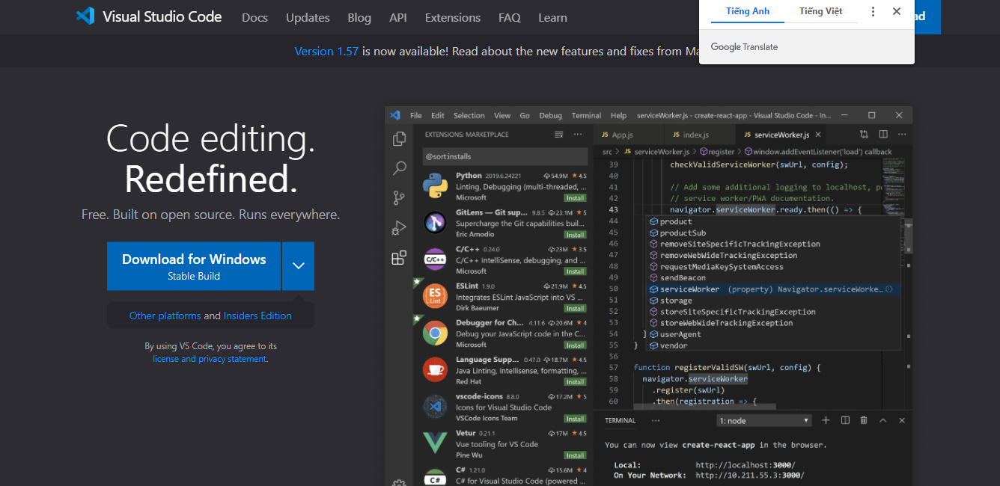 Visual Studio Code Docs Updates Blog API Extensions FAQ Learn
Tiếng Anh Tiếng Việt
Google Translate
Version 1.57 is now available! Read about the new features and fixes from
Code editing.
Redefined.
Free. Built on open source. Runs everywhere.
Download for Windows
Stable Build
Other platforms and Insiders Edition
By using VS Code, you agree to its
license and privacy statement.
File Edit Selection View Go Debug Terminal Help serviceWorker.js - create-react-app - Visual Studio Code - In...
EXTENSIONS: MARKETPLACE
@sort:installs
Python 2019.6.24221 54.9M 4.5
Linting, Debugging (multi-threaded, ...
Microsoft Install
GitLens — Git sup... 9.8.5 23.1M 5
Supercharge the Git capabilities buil...
Eric Amodio Install
C/C++ 0.24.0 23M 3.5
C/C++ IntelliSense, debugging, and ...
Microsoft Install
ESLint 1.9.0 21.9M 4.5
Integrates ESLint JavaScript into VS ...
Dirk Baeumer Install
Debugger for Ch... 4.11.6 20.6M 4
Debug your JavaScript code in the C...
Microsoft Install
Language Supp... 0.47.0 18.7M 4.5
Java Linting, Intellisense, formatting, ...
Red Hat Install
vscode-icons 8.8.0 17.2M 5
Icons for Visual Studio Code
VSCode Icons Team Install
Vetur 0.21.1 17M 4.5
Vue tooling for VS Code
Pine Wu Install
C# 1.21.0 15.6M 4
C# for Visual Studio Code (powered ...
JS App.js JS index.js JS serviceWorker.js
src > JS serviceWorker.js > register > window.addEventListener('load') callback
39 checkValidServiceWorker(swUrl, config);
40
41 // Add some additional logging to localhost,
42 // service worker/PWA documentation.
43 navigator.serviceWorker.ready.then(() => {
44 product
45 productSub
46 removeSiteSpecificTrackingException
47 removeWebWideTrackingException
48 requestMediaKeySystemAccess
49 sendBeacon
50 serviceWorker (property) Navigator.serviceWorke...
51 storage
52 storeSiteSpecificTrackingException
53 storeWebWideTrackingException
54 ] userAgent
55 } vendor
56
57 function registerValidSW(swUrl, config) {
58 navigator.serviceWorker
59 .register(swUrl)
60 .then(registration => {
TERMINAL ... 1: node
You can now view create-react-app in the browser.
Local: http://localhost:3000/
On Your Network: http://10.211.55.3:3000/